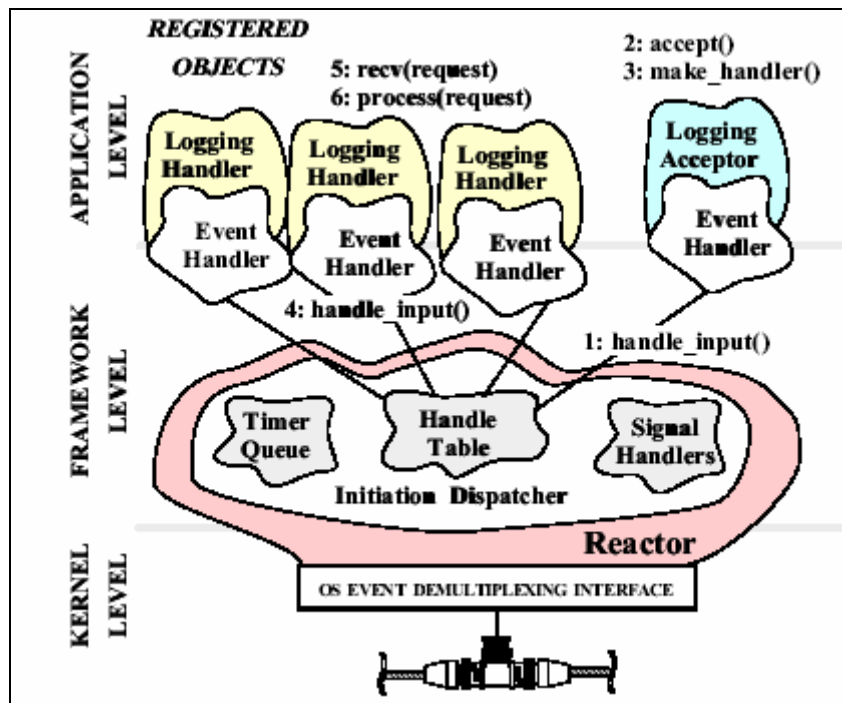 REGISTERED
OBJECTS
2: accept()
3: make_handler()
5: recv(request)
6: process(request)
APPLICATION
LEVEL
Logging
Handler
Event
Handler
Logging
Handler
Event
Handler
Logging
Handler
Event
Handler
Logging
Acceptor
Event
Handler
4: handle_input()
1: handle_input()
FRAMEWORK
LEVEL
Timer
Queue
Handle
Table
Signal
Handlers
Initiation Dispatcher
Reactor
KERNEL
LEVEL
OS EVENT DEMULTIPLEXING INTERFACE